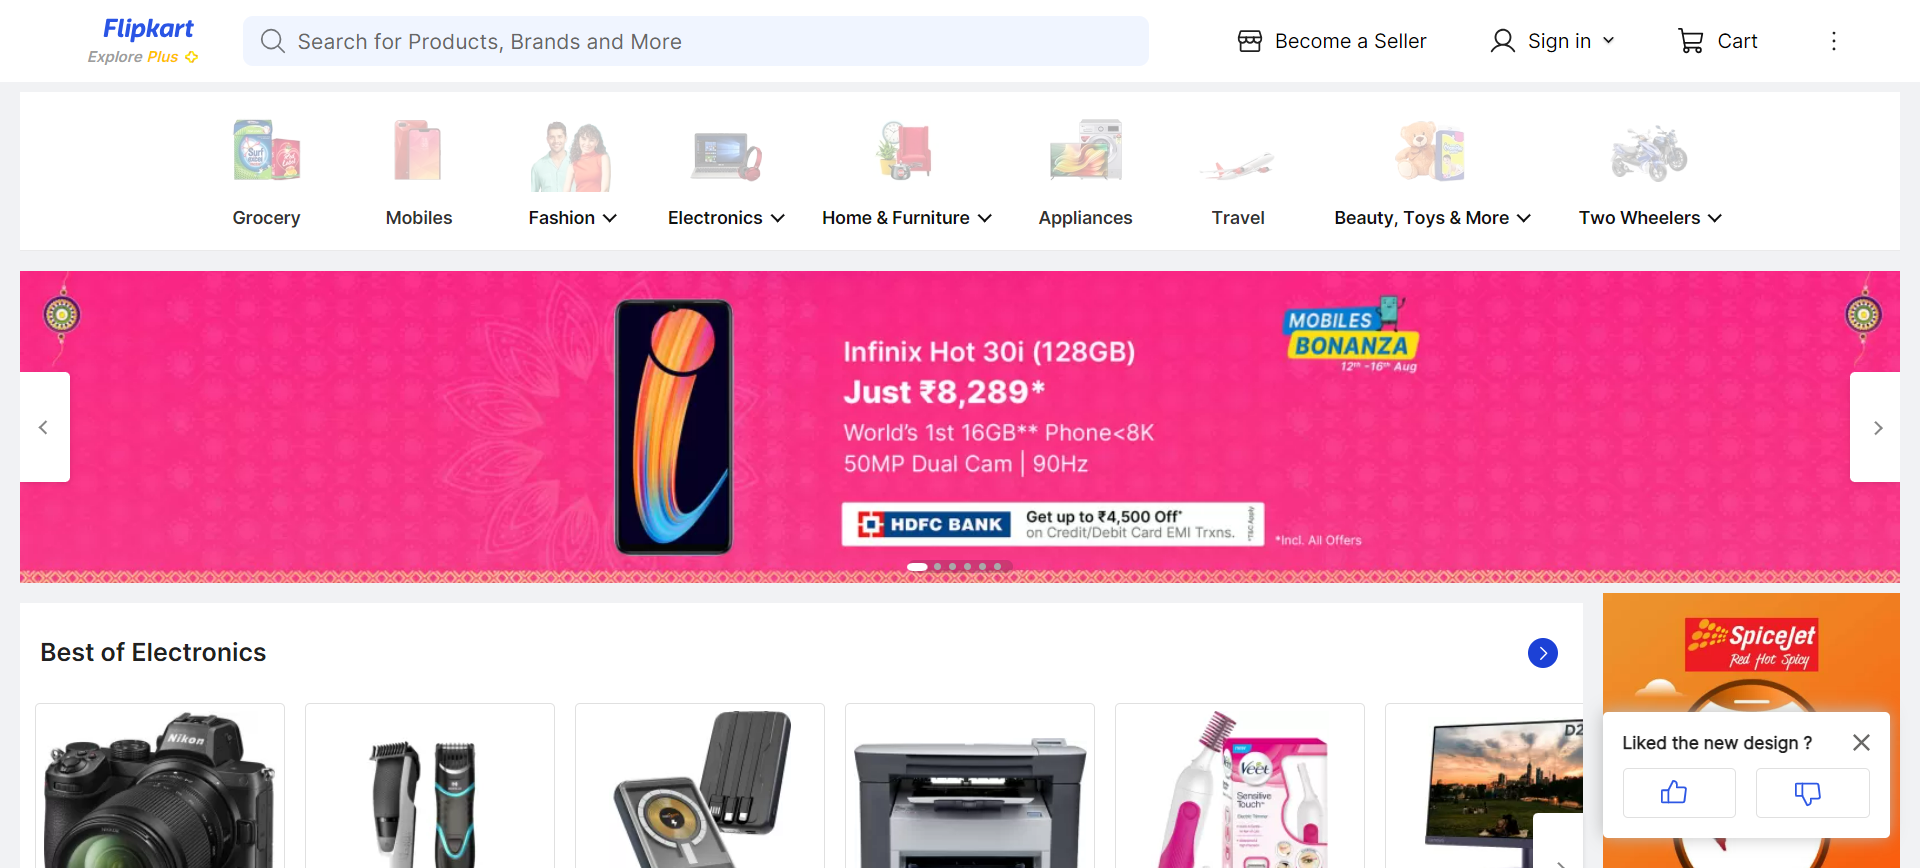 Flipkart
Explore Plus
Search for Products, Brands and More
Become a Seller
Sign in
Cart
Surf excel
Grocery
Mobiles
Fashion
Electronics
Home & Furniture
Appliances
Travel
Beauty, Toys & More
Two Wheelers
MOBILES
BONANZA
12th -16th Aug
Infinix Hot 30i (128GB)
Just ₹8,289*
World's 1st 16GB** Phone<8K
50MP Dual Cam | 90Hz
HDFC BANK
Get up to ₹4,500 Off*
on Credit/Debit Card EMI Trxns.
*T&C Apply
*Incl. All Offers
Best of Electronics
SpiceJet
Red Hot Spicy
Nikon
Veet
Sensitive
Touch™
D2
Liked the new design ?